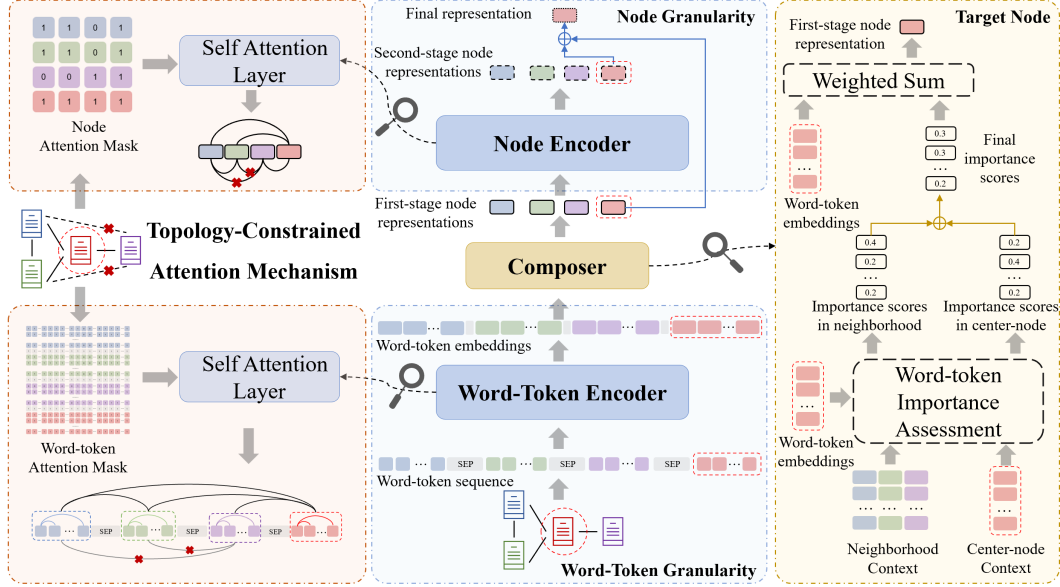 1 1 0 1
1 1 0 1
0 0 1 1
1 1 1 1
Node
Attention Mask
Self Attention
Layer
Topology-Constrained
Attention Mechanism
Word-token
Attention Mask
Self Attention
Layer
... SEP ... SEP ... SEP ...
Final representation
Node Granularity
Second-stage node
representations
Node Encoder
First-stage node
representations
Composer
... ... ... ...
Word-token embeddings
Word-Token Encoder
... SEP ... SEP ... SEP ...
Word-token sequence
Word-Token Granularity
First-stage node
representation
Target Node
Weighted Sum
...
Word-token
embeddings
0.3
0.3
...
0.2
Final
importance
scores
0.4
0.2
...
0.2
Importance scores
in neighborhood
0.2
0.4
...
0.2
Importance scores
in center-node
...
Word-token
embeddings
Word-token
Importance
Assessment
...
Neighborhood
Context
...
Center-node
Context